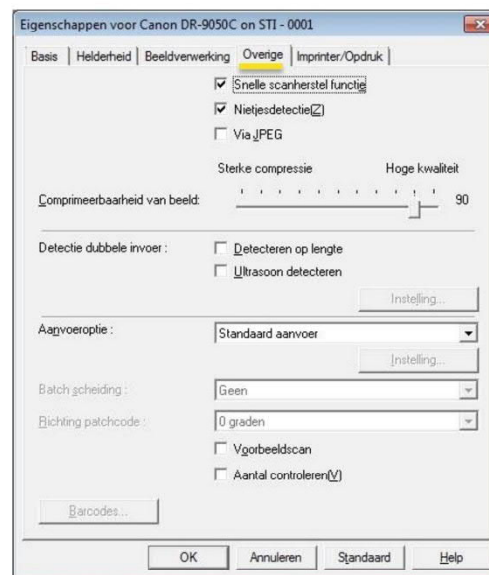 Eigenschappen voor Canon DR-9050C on STI - 0001
Basis Helderheid Beeldverwerking Overige Imprinter/Opdruk
Snelle scanherstel functie
Nietjesdetectie(Z)
Via JPEG
Sterke compressie Hoge kwaliteit
Comprimeerbaarheid van beeld: 90
Detectie dubbele invoer : Detecteren op lengte
Ultrasoon detecteren
Instelling...
Aanvoeroptie : Standaard aanvoer
Instelling...
Batch scheiding : Geen
Richting patchcode : 0 graden
Voorbeeldscan
Aantal controleren(V)
Barcodes...
OK Annuleren Standaard Help